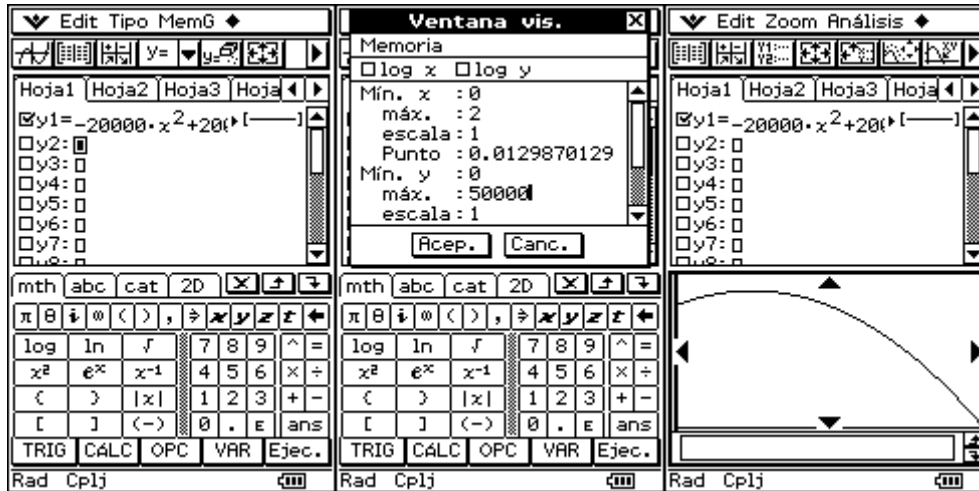 Edit Tipo MemG
y=
Hoja1 Hoja2 Hoja3 Hoja
y1=-20000·x²+200
y2:
y3:
y4:
y5:
y6:
y7:
mth abc cat 2D
π θ i ∞ ( ) , x y z t
log ln √ 7 8 9 ^ =
x² eˣ x⁻¹ 4 5 6 × ÷
( ) |x| 1 2 3 + -
[ ] (-) 0 . E ans
TRIG CÁLC OPC VAR Ejec.
Rad Cplj
Ventana vis.
Memoria
log x log y
Mín. x :0
máx. :2
escala:1
Punto :0.0129870129
Mín. y :0
máx. :50000
escala:1
Acep. Canc.
mth abc cat 2D
π θ i ∞ ( ) , x y z t
log ln √ 7 8 9 ^ =
x² eˣ x⁻¹ 4 5 6 × ÷
( ) |x| 1 2 3 + -
[ ] (-) 0 . E ans
TRIG CÁLC OPC VAR Ejec.
Rad Cplj
Edit Zoom Análisis
Hoja1 Hoja2 Hoja3 Hoja
y1=-20000·x²+200
y2:
y3:
y4:
y5:
y6:
y7:
Rad Cplj